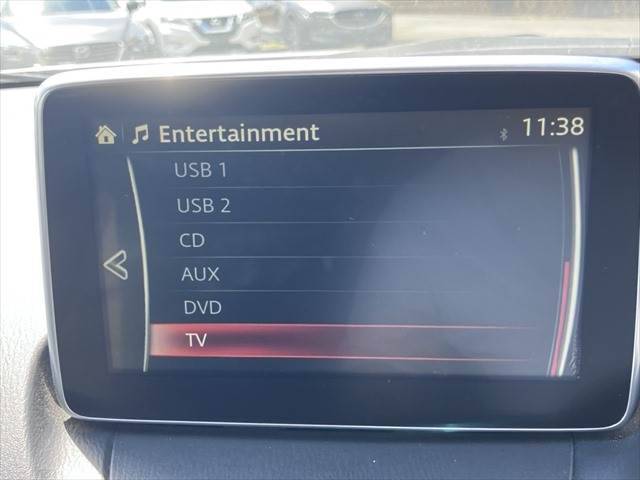 Entertainment
11:38
USB 1
USB 2
CD
AUX
DVD
TV